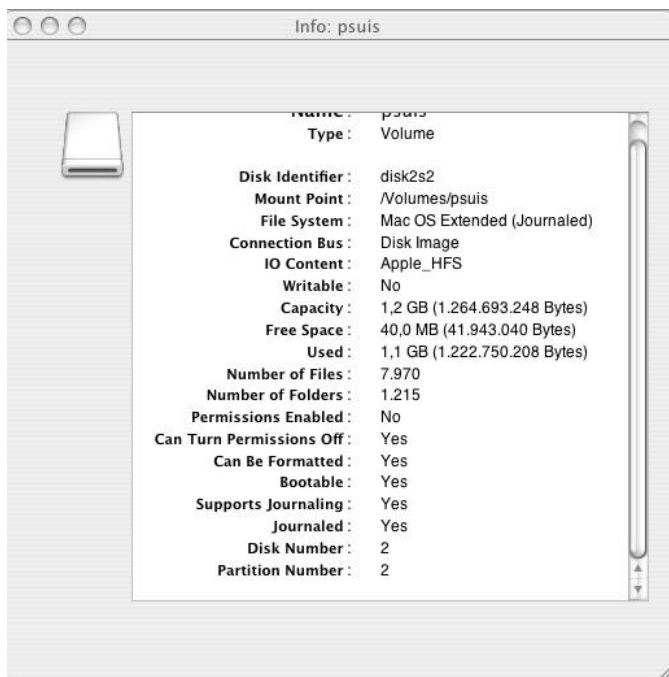 Info: psuis
Name : psuis
Type : Volume
Disk Identifier : disk2s2
Mount Point : /Volumes/psuis
File System : Mac OS Extended (Journaled)
Connection Bus : Disk Image
IO Content : Apple_HFS
Writable : No
Capacity : 1,2 GB (1.264.693.248 Bytes)
Free Space : 40,0 MB (41.943.040 Bytes)
Used : 1,1 GB (1.222.750.208 Bytes)
Number of Files : 7.970
Number of Folders : 1.215
Permissions Enabled : No
Can Turn Permissions Off : Yes
Can Be Formatted : Yes
Bootable : Yes
Supports Journaling : Yes
Journaled : Yes
Disk Number : 2
Partition Number : 2